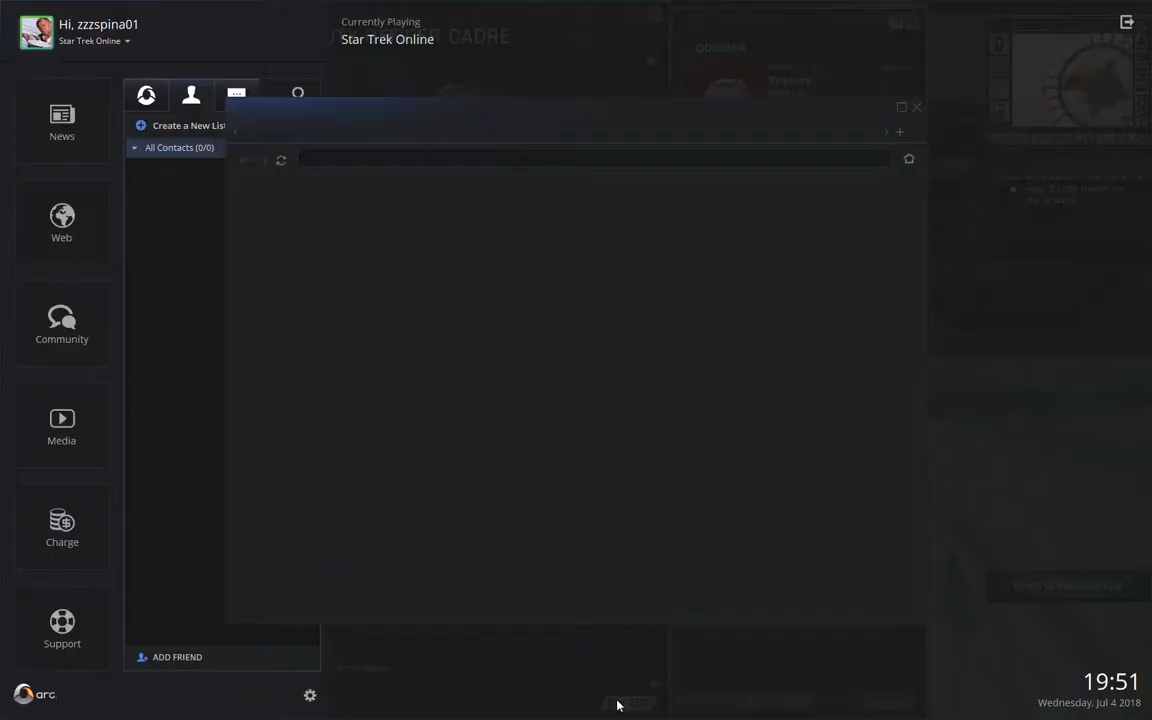 Hi, zzzspina01
Star Trek Online
Currently Playing
Star Trek Online
CADRE
News
Web
Community
Media
Charge
Support
Create a New List
All Contacts (0/0)
ADD FRIEND
arc
19:51
Wednesday, Jul 4 2018